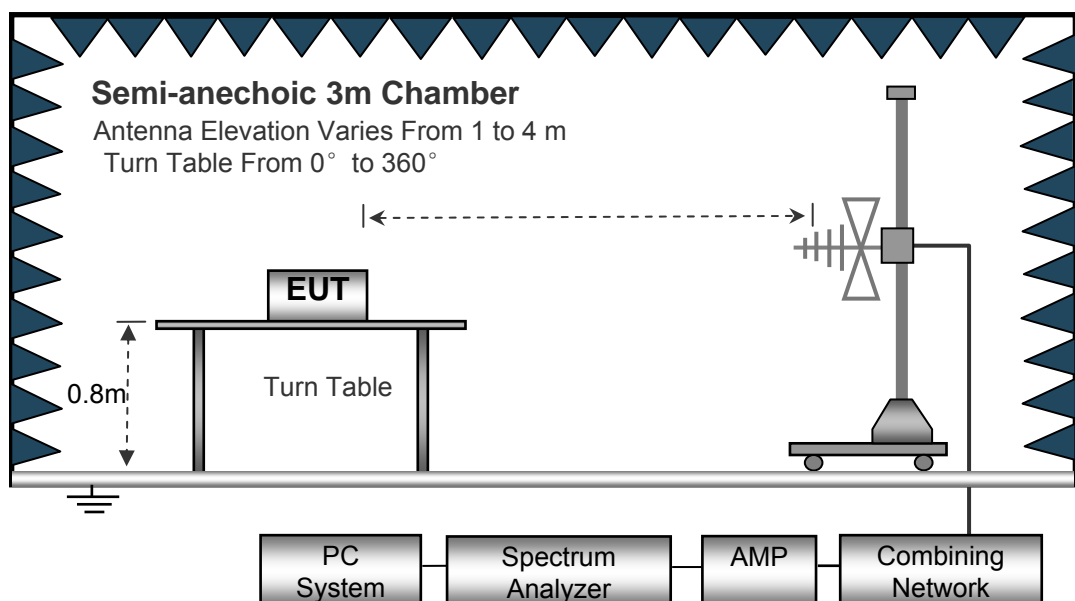 Semi-anechoic 3m Chamber
Antenna Elevation Varies From 1 to 4 m
Turn Table From 0° to 360°
EUT
0.8m
Turn Table
PC
System
Spectrum
Analyzer
AMP
Combining
Network